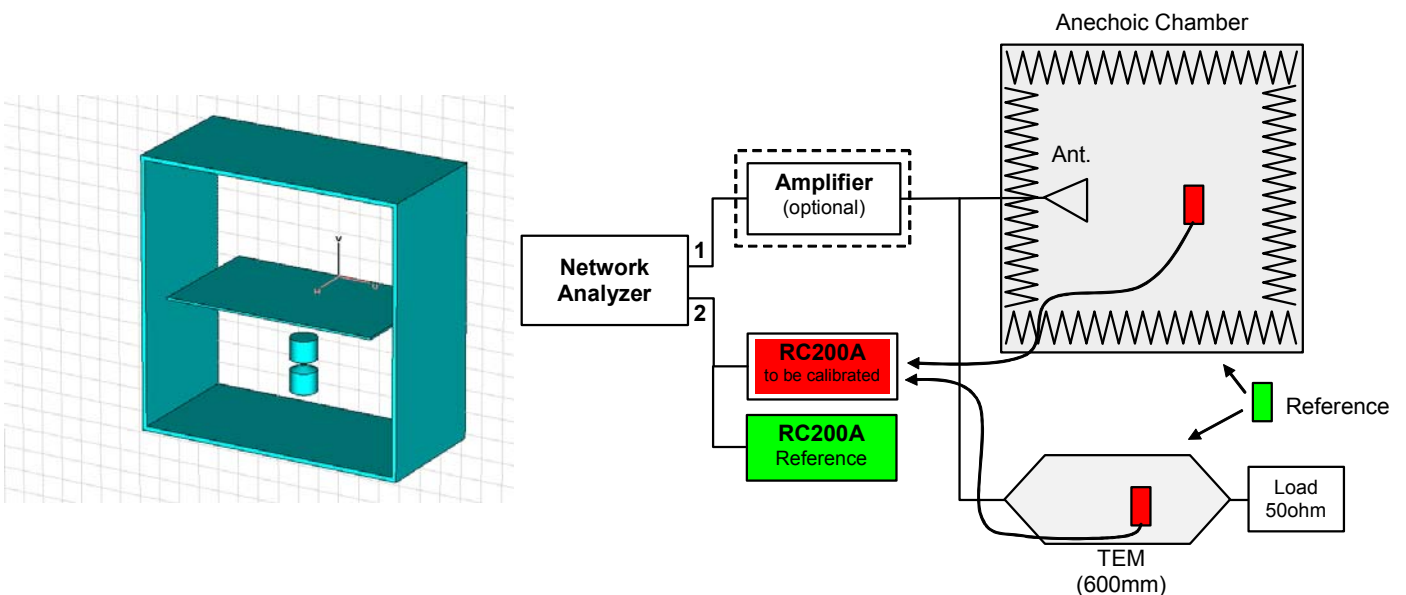 Anechoic Chamber
Ant.
Amplifier
(optional)
Network
Analyzer
1
2
RC200A
to be calibrated
RC200A
Reference
Reference
Load
50ohm
TEM
(600mm)